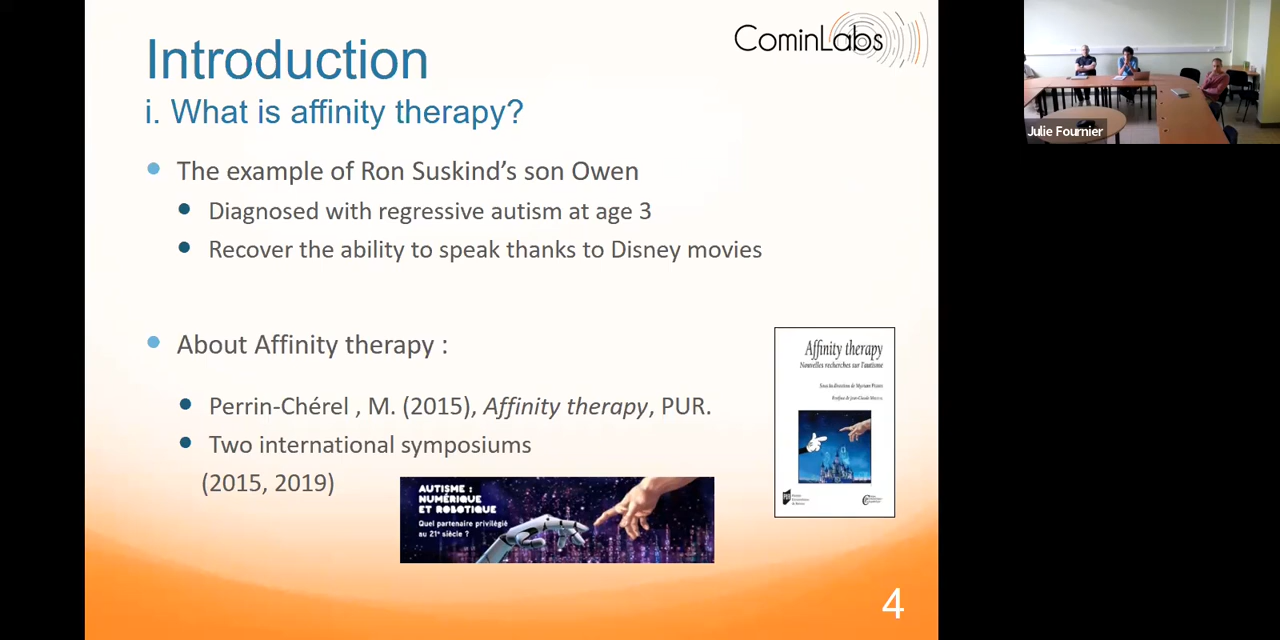 Introduction
CominLabs
i. What is affinity therapy?
The example of Ron Suskind's son Owen
Diagnosed with regressive autism at age 3
Recover the ability to speak thanks to Disney movies
About Affinity therapy :
Perrin-Chérel , M. (2015), Affinity therapy, PUR.
Two international symposiums
(2015, 2019)
AUTISME :
NUMÉRIQUE
ET ROBOTIQUE
Quel partenaire privilégié
au 21e siècle ?
Affinity therapy
Nouvelles recherches sur l'autisme
Sous la direction de Myriam Perrin
Préface de Jean-Claude Maleval
4
Julie Fournier